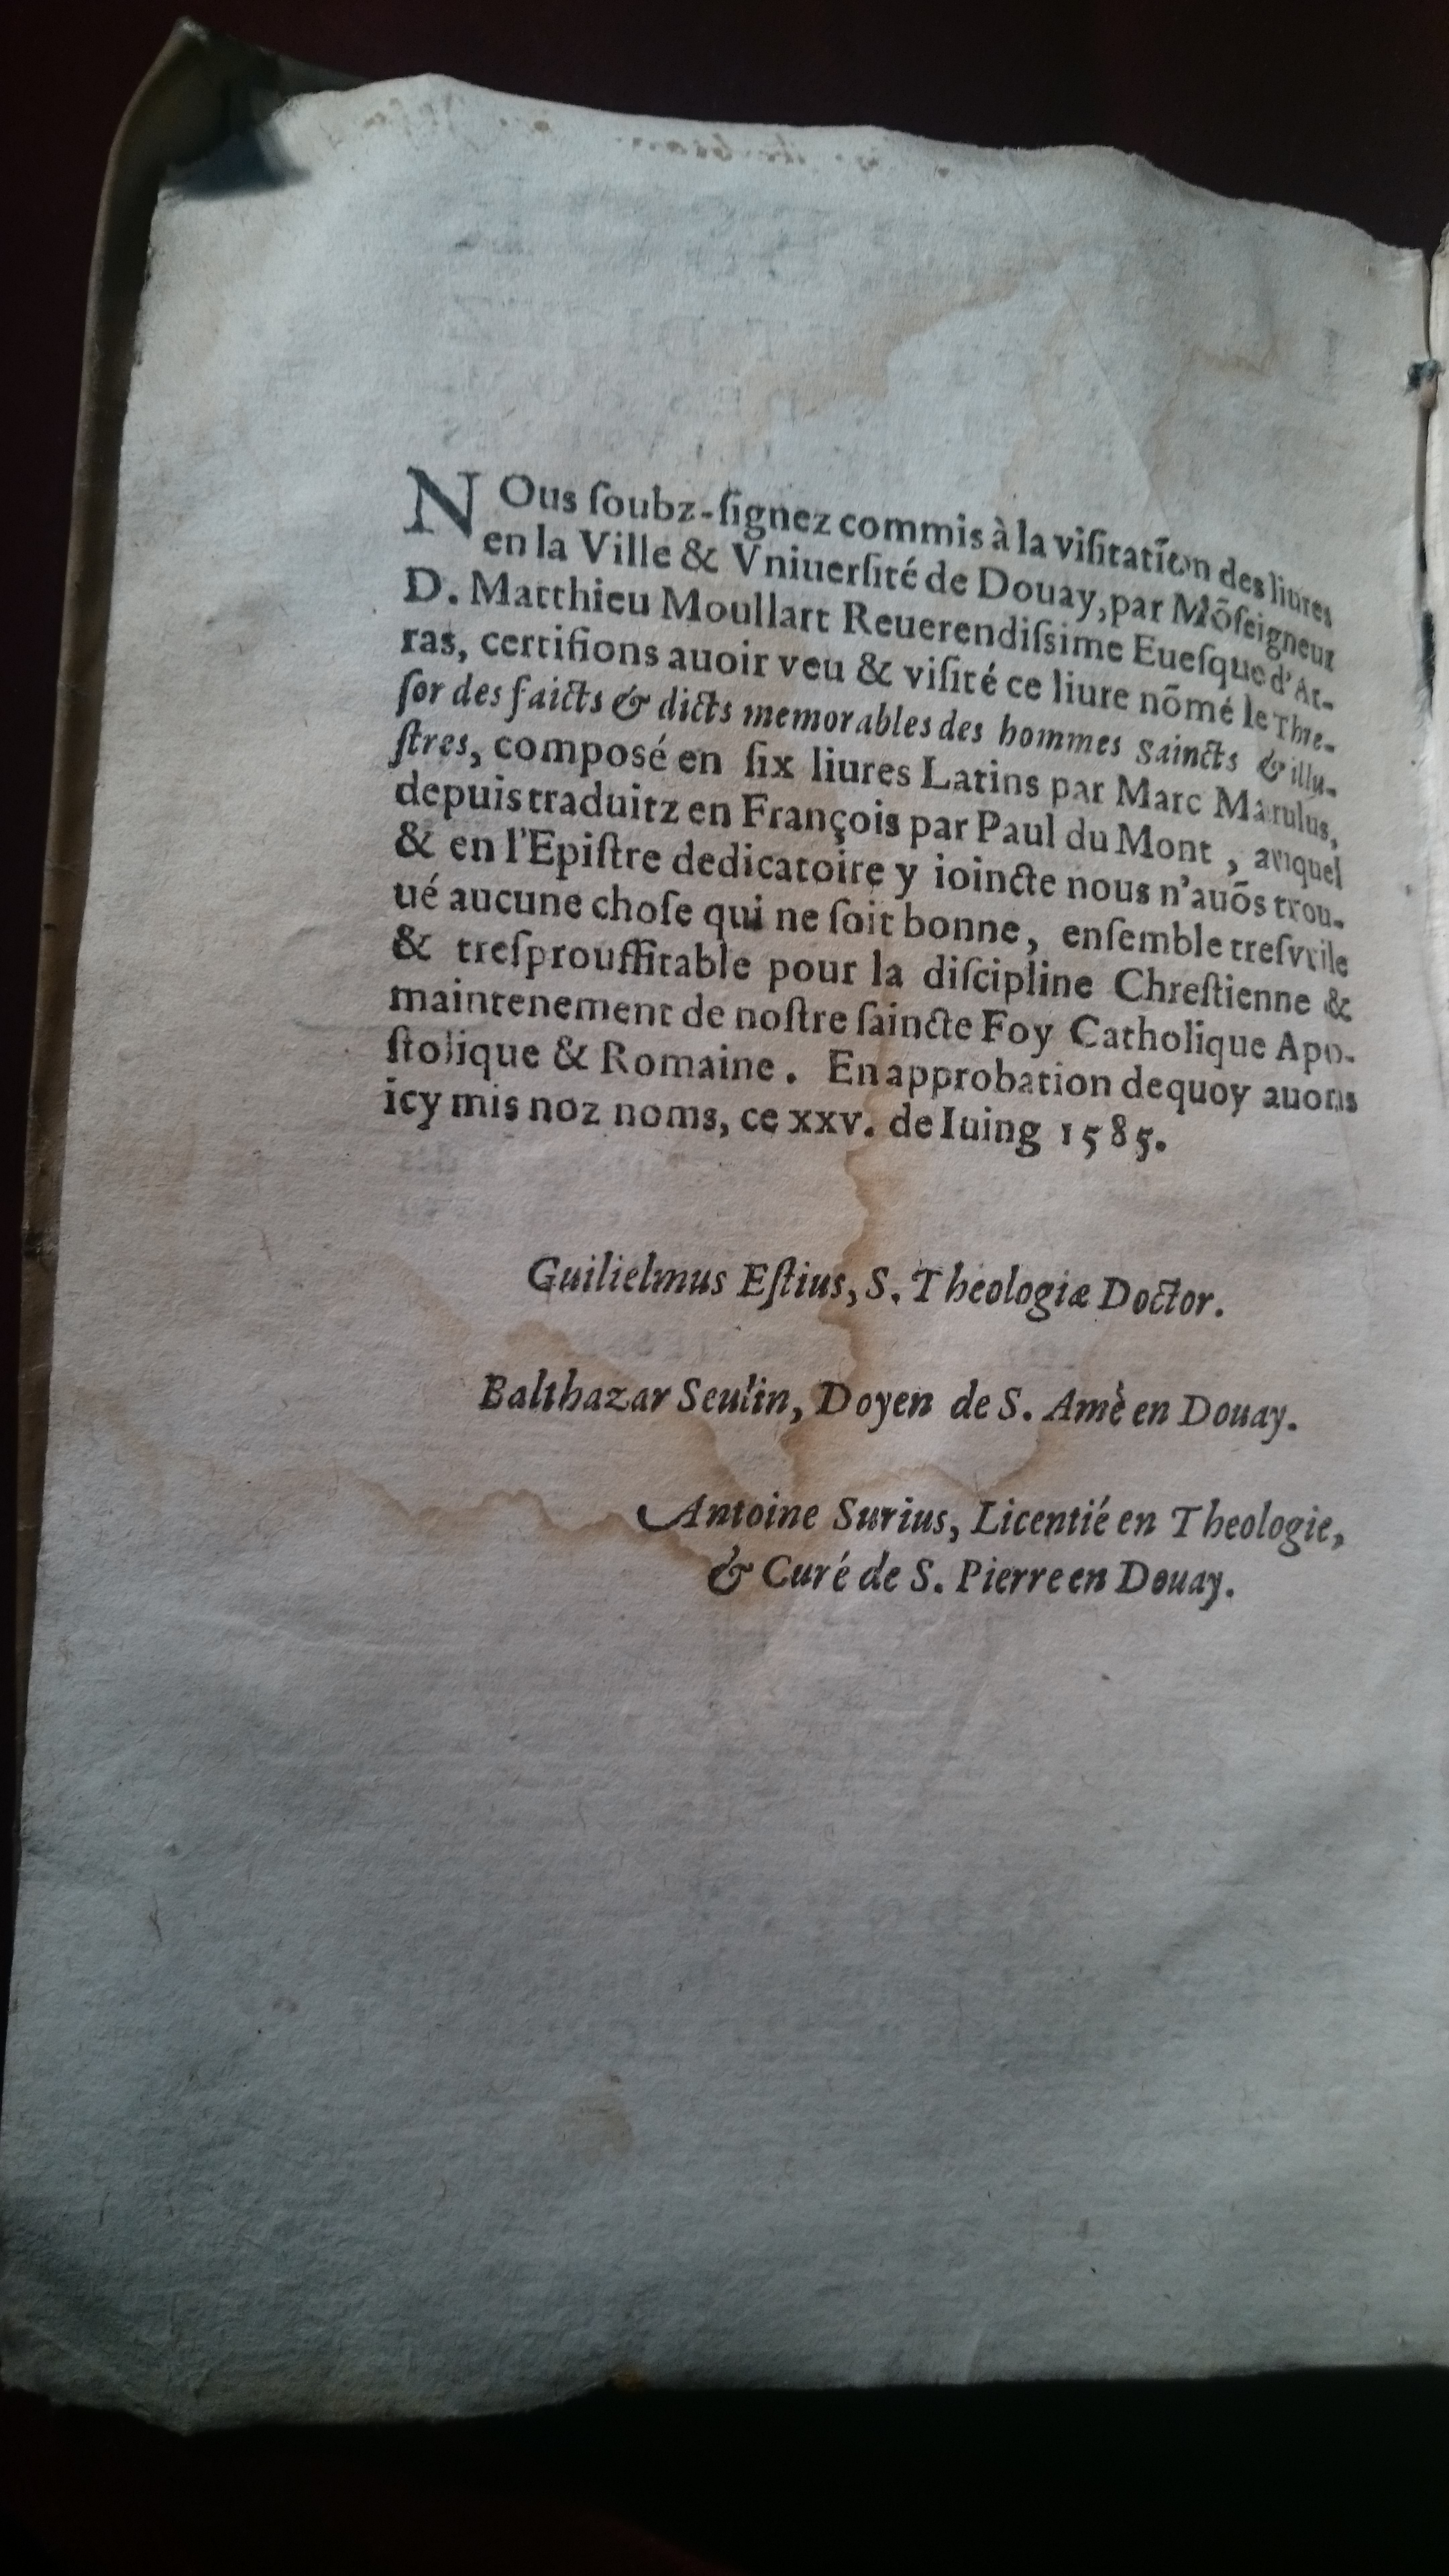 NOus ſoubz-ſignez commis à la viſitatiõn des liures
en la Ville & Vniuerſité de Douay, par Mõſeigneur
D. Matthieu Moullart Reuerendiſsime Eueſque d'Ar-
ras, certifions auoir veu & viſité ce liure nõmé le Thre-
ſor des faicts & dicts memorables des hommes Saincts & illu-
ſtres, composé en ſix liures Latins par Marc Marulus,
depuis traduitz en François par Paul du Mont, auquel
& en l'Epiſtre dedicatoire y ioincte nous n'auõs trou-
ué aucune choſe qui ne ſoit bonne, enſemble treſvtile
& treſprouffitable pour la diſcipline Chreſtienne &
maintenement de noſtre ſaincte Foy Catholique Apo-
ſtolique & Romaine. En approbation dequoy auons
icy mis noz noms, ce xxv. de Iuing 1585.
Guilielmus Eſtius, S. Theologiæ Doctor.
Balthazar Seulin, Doyen de S. Amè en Douay.
Antoine Surius, Licentié en Theologie,
& Curé de S. Pierre en Douay.